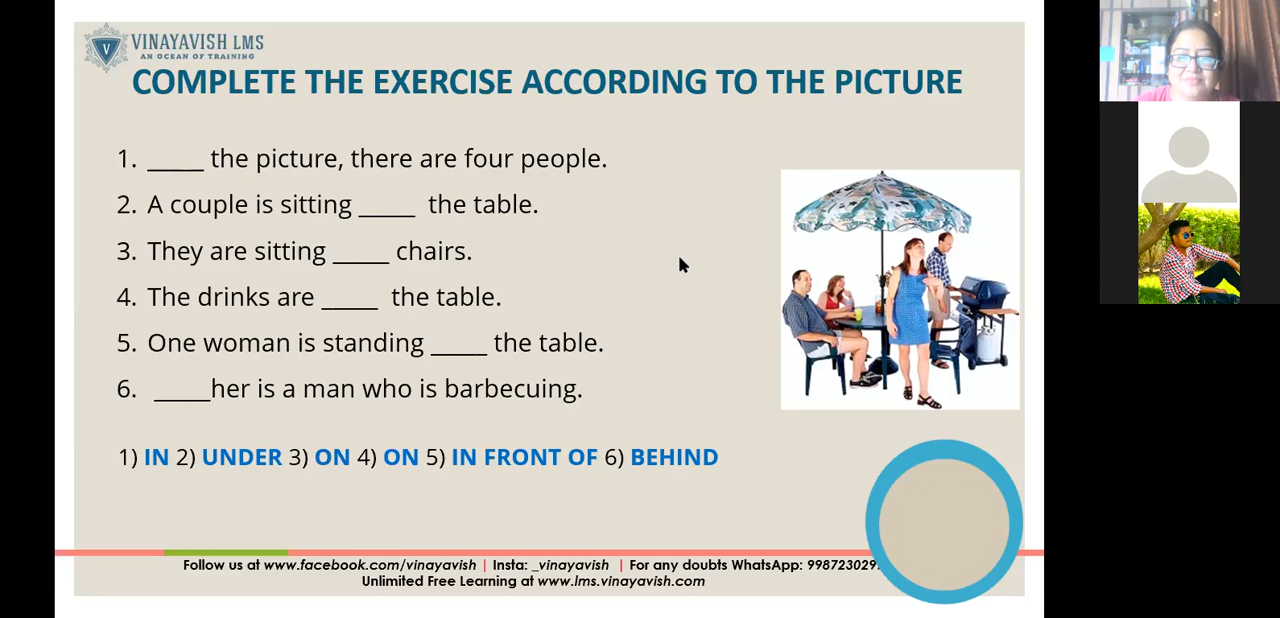 VINAYAVISH LMS
AN OCEAN OF TRAINING
COMPLETE THE EXERCISE ACCORDING TO THE PICTURE
1. _____ the picture, there are four people.
2. A couple is sitting _____ the table.
3. They are sitting _____ chairs.
4. The drinks are _____ the table.
5. One woman is standing _____ the table.
6. _____her is a man who is barbecuing.
1) IN 2) UNDER 3) ON 4) ON 5) IN FRONT OF 6) BEHIND
Follow us at www.facebook.com/vinayavish | Insta: _vinayavish | For any doubts WhatsApp:
Unlimited Free Learning at www.lms.vinayavish.com